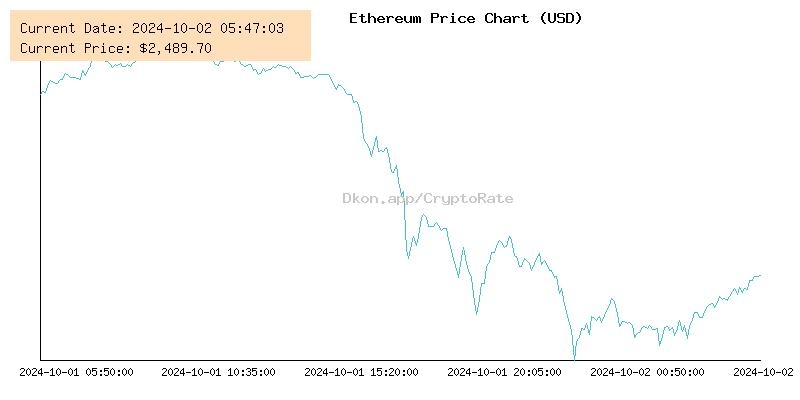 Ethereum Price Chart (USD)
Current Date: 2024-10-02 05:47:03
Current Price: $2,489.70
Dkon.app/CryptoRate
2024-10-01 05:50:00 2024-10-01 10:35:00 2024-10-01 15:20:00 2024-10-01 20:05:00 2024-10-02 00:50:00 2024-10-02